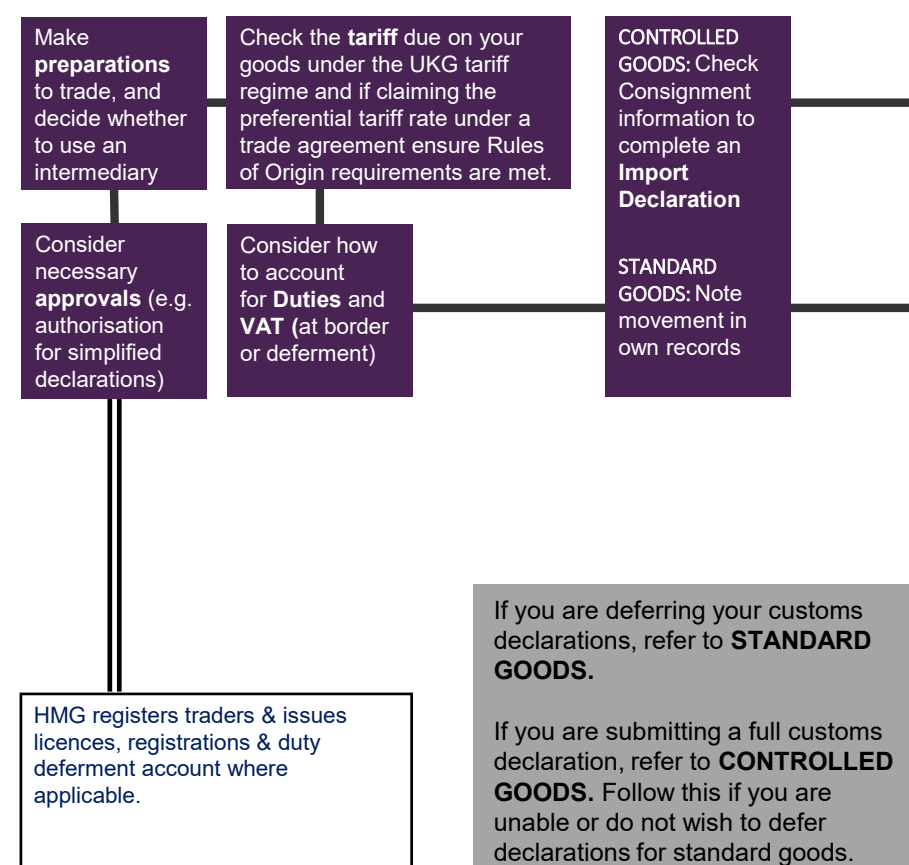 Make
preparations
to trade, and
decide whether
to use an
intermediary
Check the tariff due on your
goods under the UKG tariff
regime and if claiming the
preferential tariff rate under a
trade agreement ensure Rules
of Origin requirements are met.
CONTROLLED
GOODS: Check
Consignment
information to
complete an
Import
Declaration
STANDARD
GOODS: Note
movement in
own records
Consider
necessary
approvals (e.g.
authorisation
for simplified
declarations)
Consider how
to account
for Duties and
VAT (at border
or deferment)
HMG registers traders & issues
licences, registrations & duty
deferment account where
applicable.
If you are deferring your customs
declarations, refer to STANDARD
GOODS.
If you are submitting a full customs
declaration, refer to CONTROLLED
GOODS. Follow this if you are
unable or do not wish to defer
declarations for standard goods.